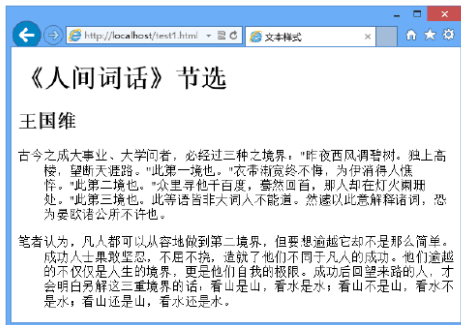 http://localhost/test1.html
文本样式
《人间词话》节选
王国维
古今之成大事业、大学问者，必经过三种之境界："昨夜西风凋碧树。独上高
楼，望断天涯路。"此第一境也。"衣带渐宽终不悔，为伊消得人憔
悴。"此第二境也。"众里寻他千百度，蓦然回首，那人却在灯火阑珊
处。"此第三境也。此等语皆非大词人不能道。然遽以此意解释诸词，恐
为晏欧诸公所不许也。
笔者认为，凡人都可以从容地做到第二境界，但要想逾越它却不是那么简单。
成功人士果敢坚忍，不屈不挠，造就了他们不同于凡人的成功。他们逾越
的不仅仅是人生的境界，更是他们自我的极限。成功后回望来路的人，才
会明白另解这三重境界的话：看山是山，看水是水；看山不是山，看水不
是水；看山还是山，看水还是水。